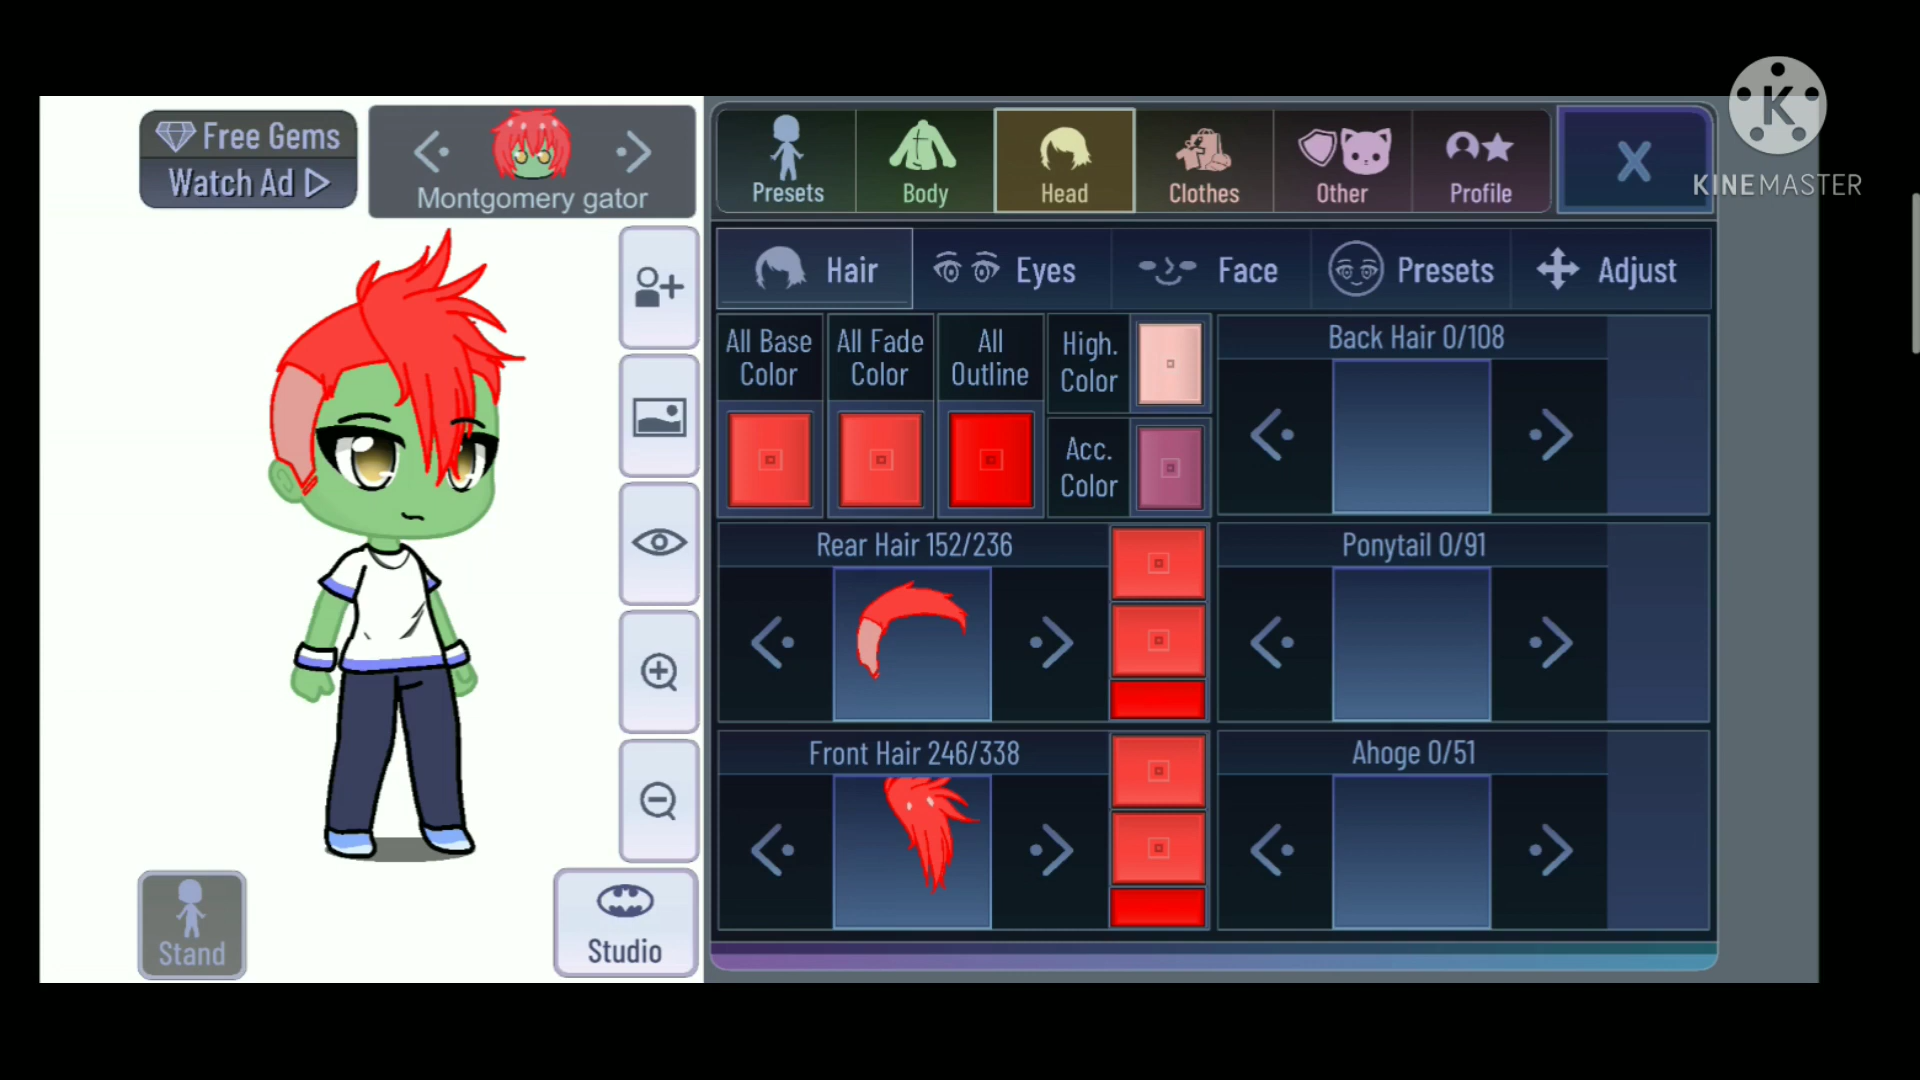 Free Gems
Watch Ad
Montgomery gator
Presets
Body
Head
Clothes
Other
Profile
X
K
KINEMASTER
Hair
Eyes
Face
Presets
Adjust
All Base
Color
All Fade
Color
All
Outline
High.
Color
Acc.
Color
Back Hair 0/108
Rear Hair 152/236
Ponytail 0/91
Front Hair 246/338
Ahoge 0/51
Stand
Studio